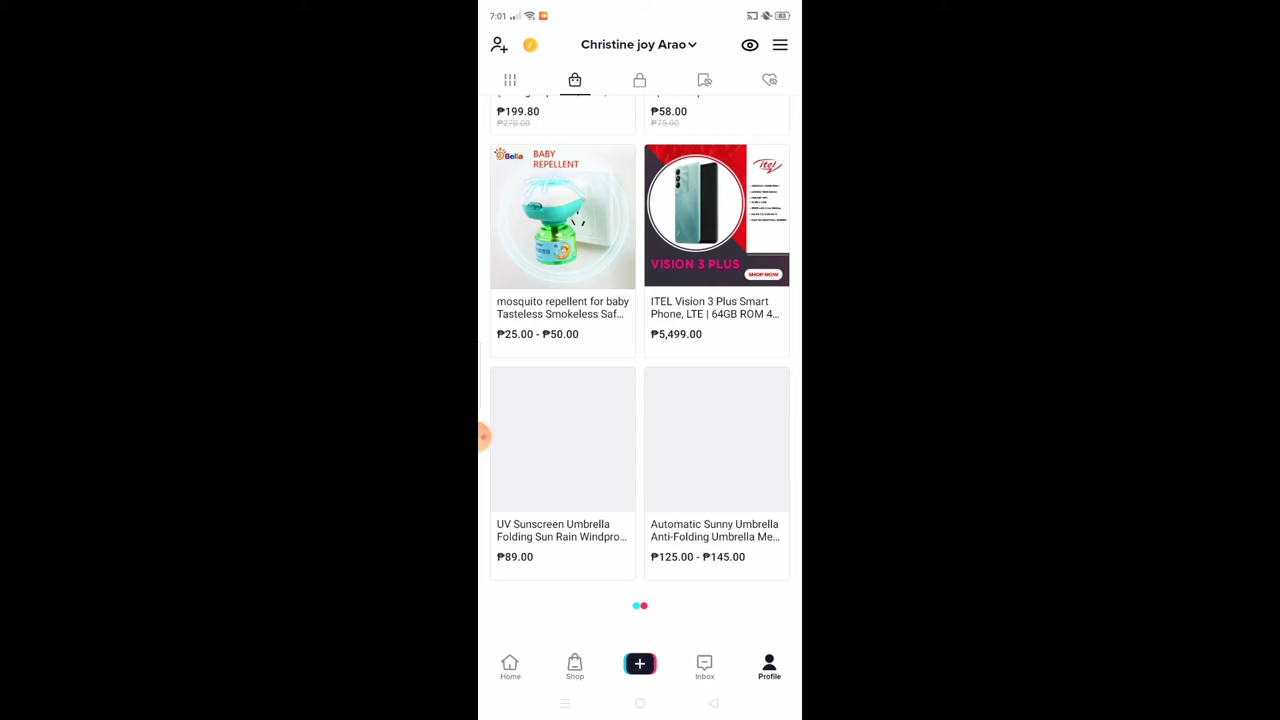 7:01
83
Christine joy Arao
₱199.80
₱270.00
₱58.00
₱75.00
Bella
BABY
REPELLENT
itel
VISION 3 PLUS
SHOP NOW
mosquito repellent for baby
Tasteless Smokeless Saf...
₱25.00 - ₱50.00
ITEL Vision 3 Plus Smart
Phone, LTE | 64GB ROM 4...
₱5,499.00
UV Sunscreen Umbrella
Folding Sun Rain Windpro...
₱89.00
Automatic Sunny Umbrella
Anti-Folding Umbrella Me...
₱125.00 - ₱145.00
Home
Shop
Inbox
Profile